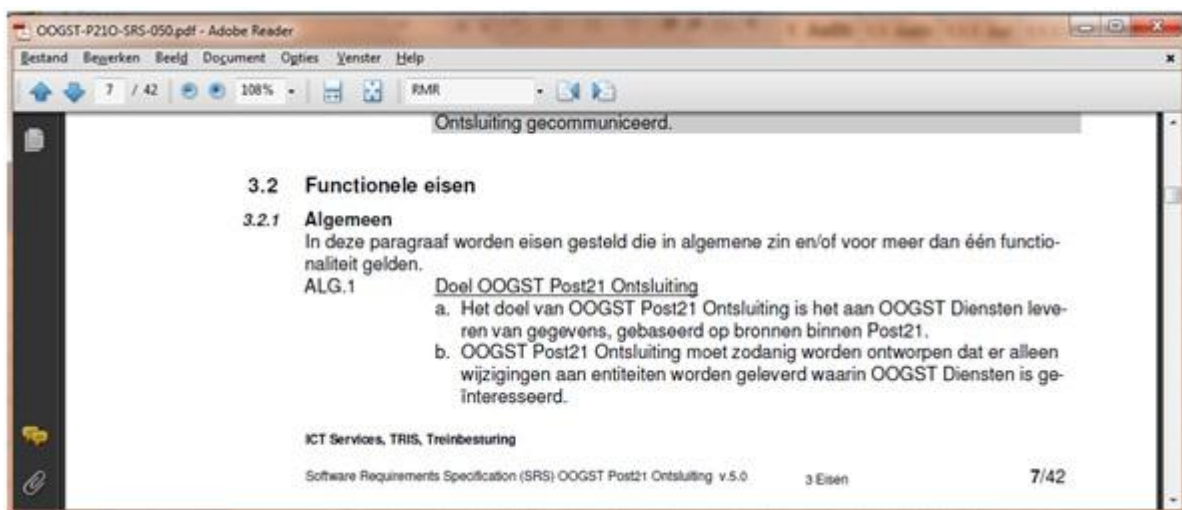 OOGST-P21O-SRS-050.pdf - Adobe Reader
Bestand Bewerken Beeld Document Opties Venster Help
7 / 42 108% RMR
Ontsluiting gecommuniceerd.
3.2 Functionele eisen
3.2.1 Algemeen
In deze paragraaf worden eisen gesteld die in algemene zin en/of voor meer dan één functio-
naliteit gelden.
ALG.1 Doel OOGST Post21 Ontsluiting
a. Het doel van OOGST Post21 Ontsluiting is het aan OOGST Diensten leve-
ren van gegevens, gebaseerd op bronnen binnen Post21.
b. OOGST Post21 Ontsluiting moet zodanig worden ontworpen dat er alleen
wijzigingen aan entiteiten worden geleverd waarin OOGST Diensten is ge-
ïnteresseerd.
ICT Services, TRIS, Treinbesturing
Software Requirements Specification (SRS) OOGST Post21 Ontsluiting v.5.0 3 Eisen 7/42